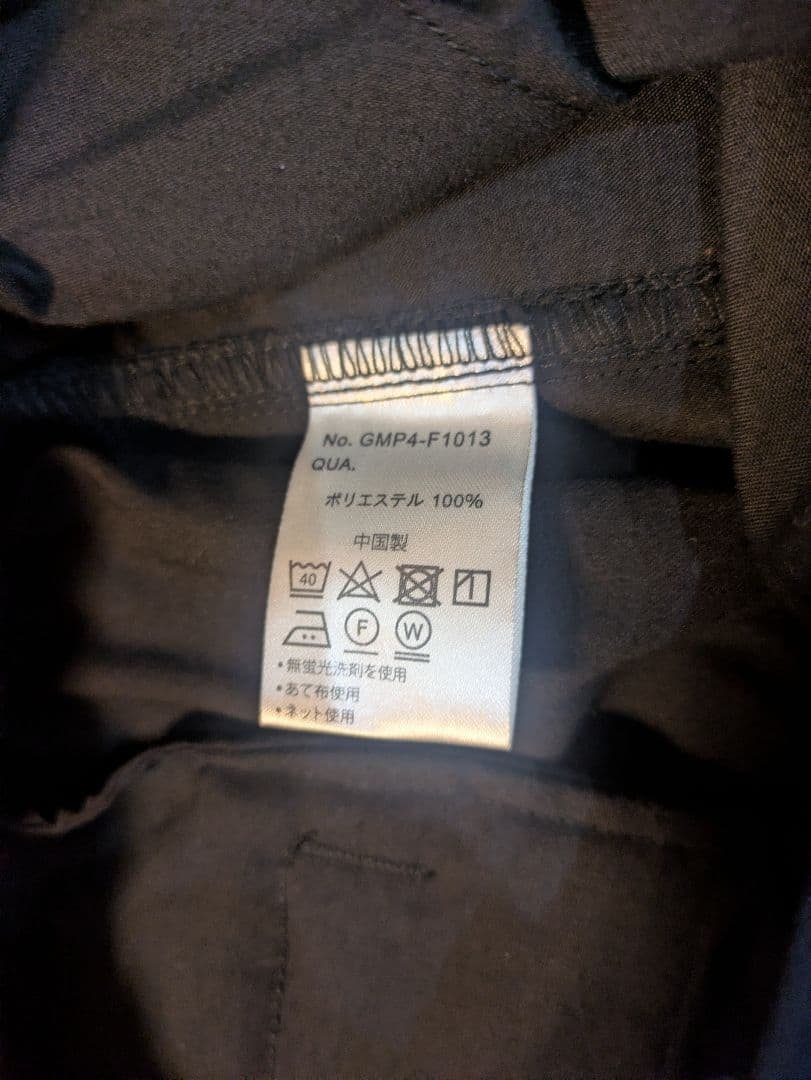 No. GMP4-F1013
QUA.
ポリエステル 100%
中国製
40
F W
・無蛍光洗剤を使用
・あて布使用
・ネット使用